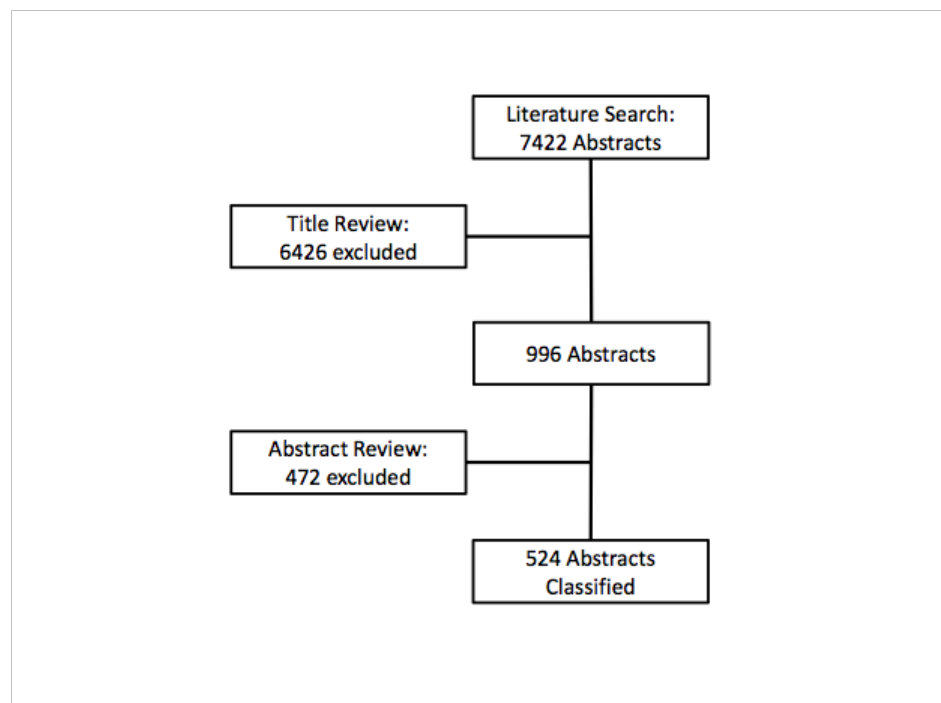 Literature Search:
7422 Abstracts
Title Review:
6426 excluded
996 Abstracts
Abstract Review:
472 excluded
524 Abstracts
Classified